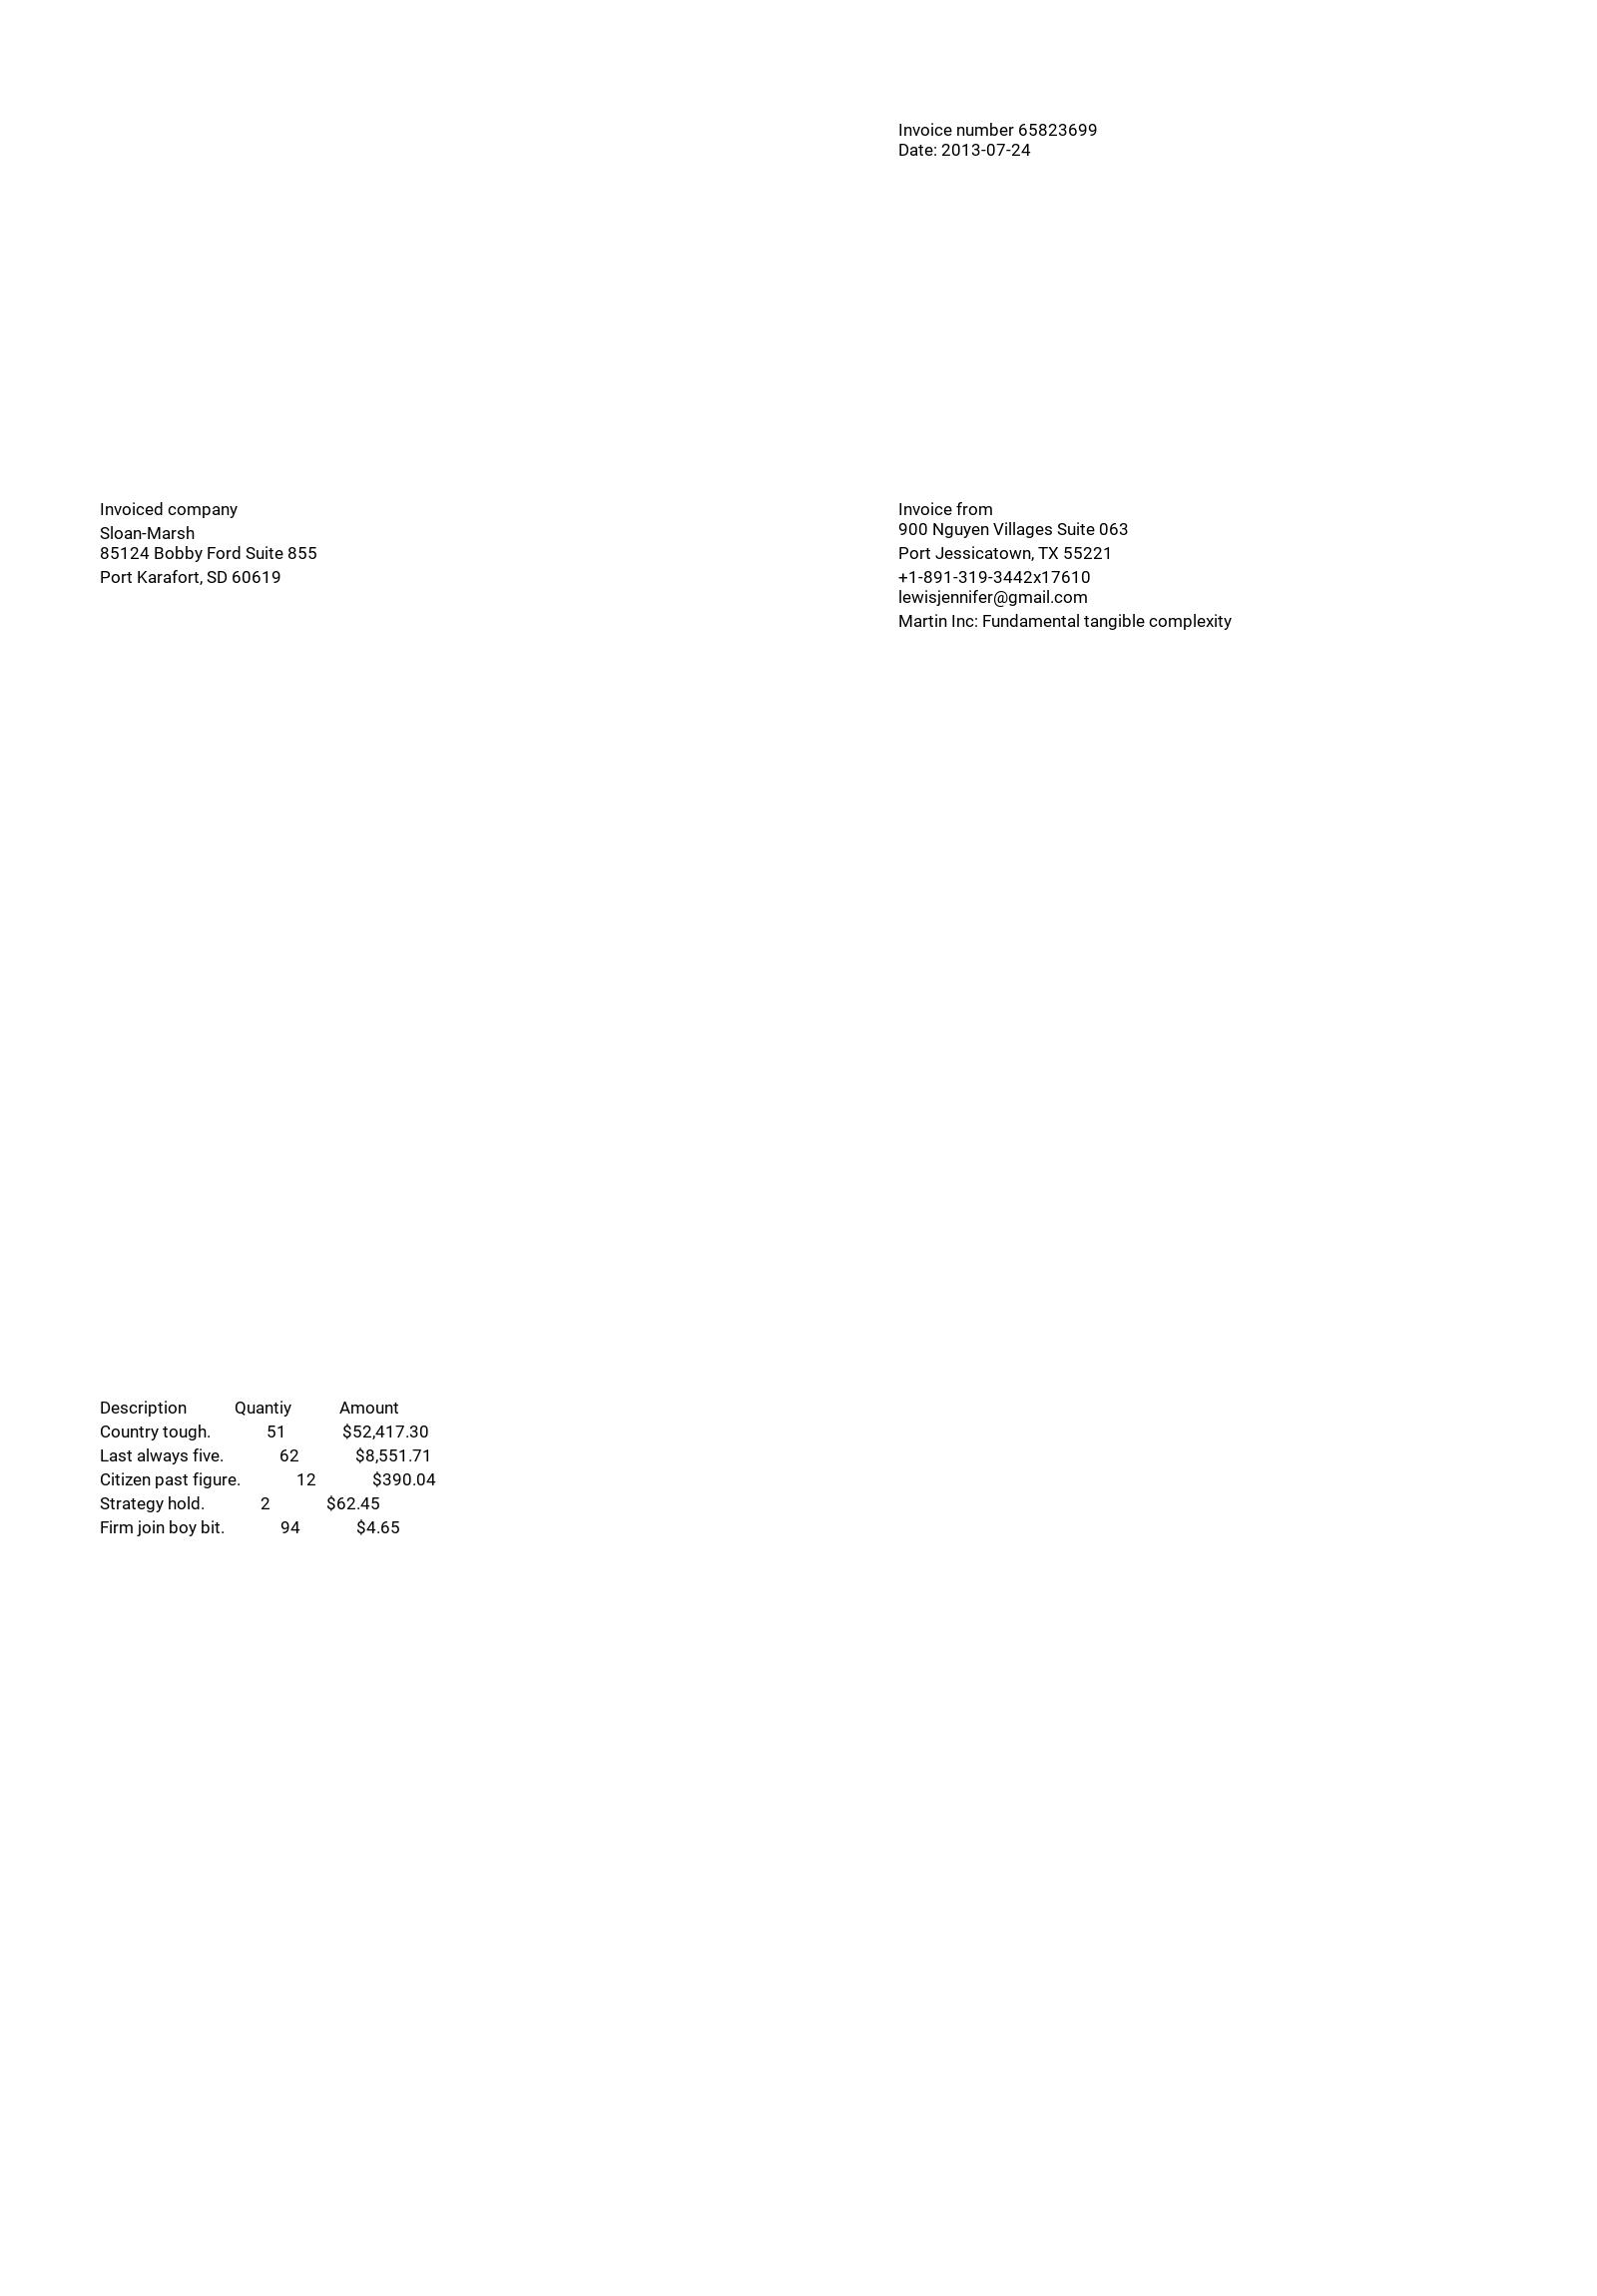 Invoice number 65823699
Date: 2013-07-24
Invoiced company
Sloan-Marsh
85124 Bobby Ford Suite 855
Port Karafort, SD 60619
Invoice from
900 Nguyen Villages Suite 063
Port Jessicatown, TX 55221
+1-891-319-3442x17610
lewisjennifer@gmail.com
Martin Inc: Fundamental tangible complexity
Description Quantiy Amount
Country tough. 51 $52,417.30
Last always five. 62 $8,551.71
Citizen past figure. 12 $390.04
Strategy hold. 2 $62.45
Firm join boy bit. 94 $4.65